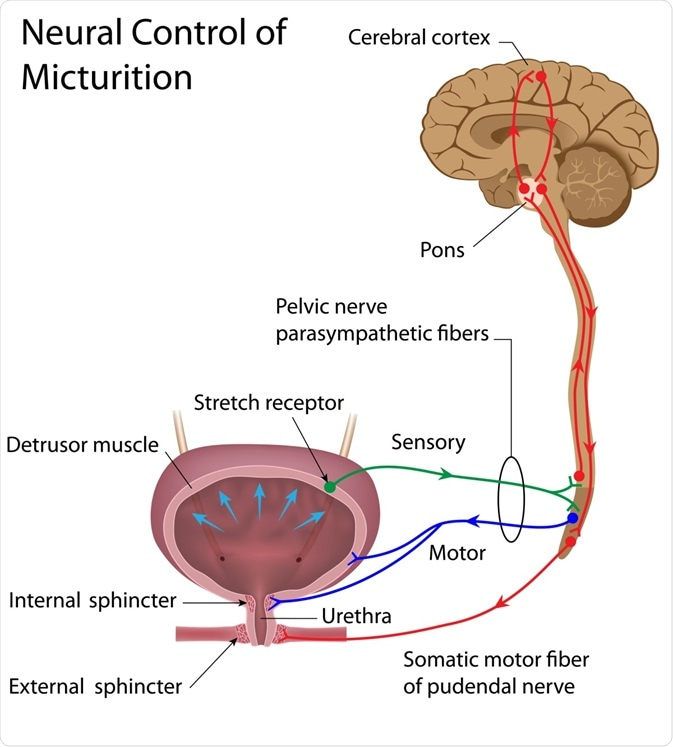 Neural Control of
Micturition
Cerebral cortex
Pons
Pelvic nerve
parasympathetic fibers
Stretch receptor
Detrusor muscle
Sensory
Motor
Internal sphincter
Urethra
External sphincter
Somatic motor fiber
of pudendal nerve